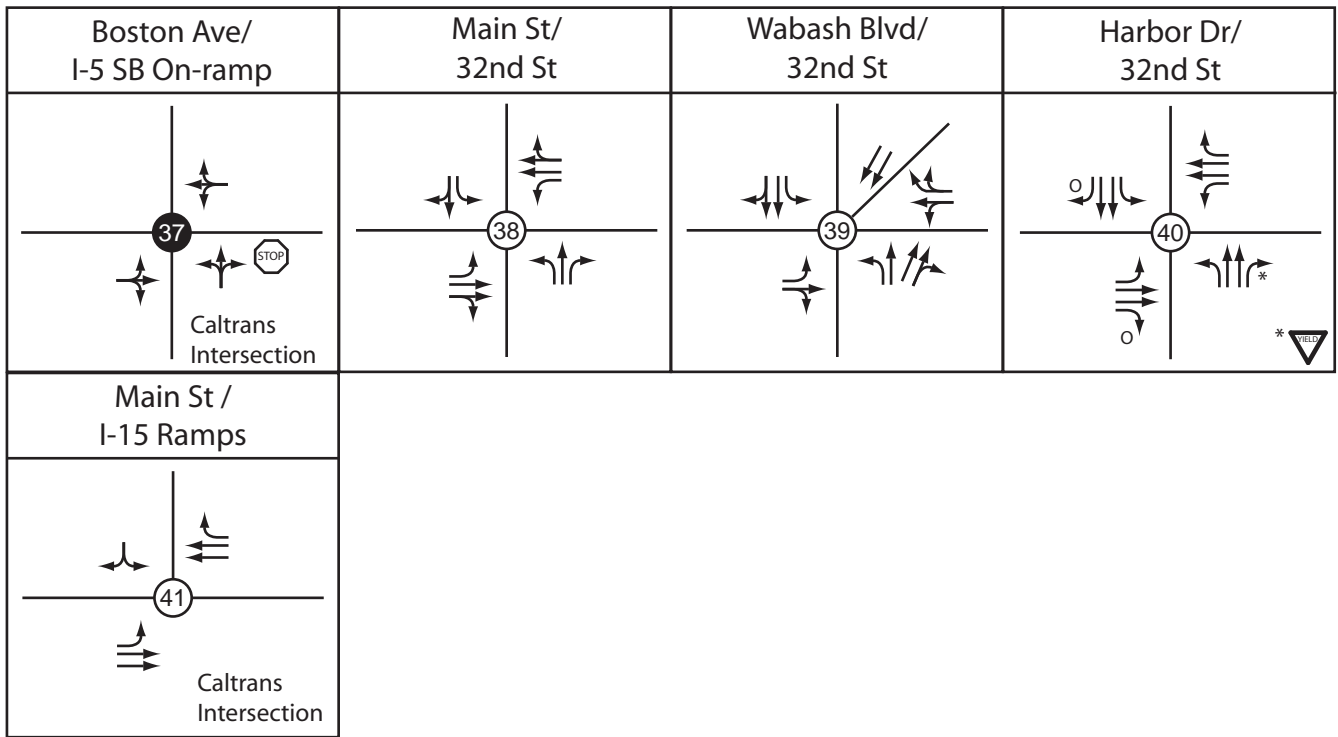 Boston Ave/
I-5 SB On-ramp
37
STOP
Caltrans
Intersection
Main St/
32nd St
38
Wabash Blvd/
32nd St
39
Harbor Dr/
32nd St
O
40
*
O
* YIELD
Main St /
I-15 Ramps
41
Caltrans
Intersection